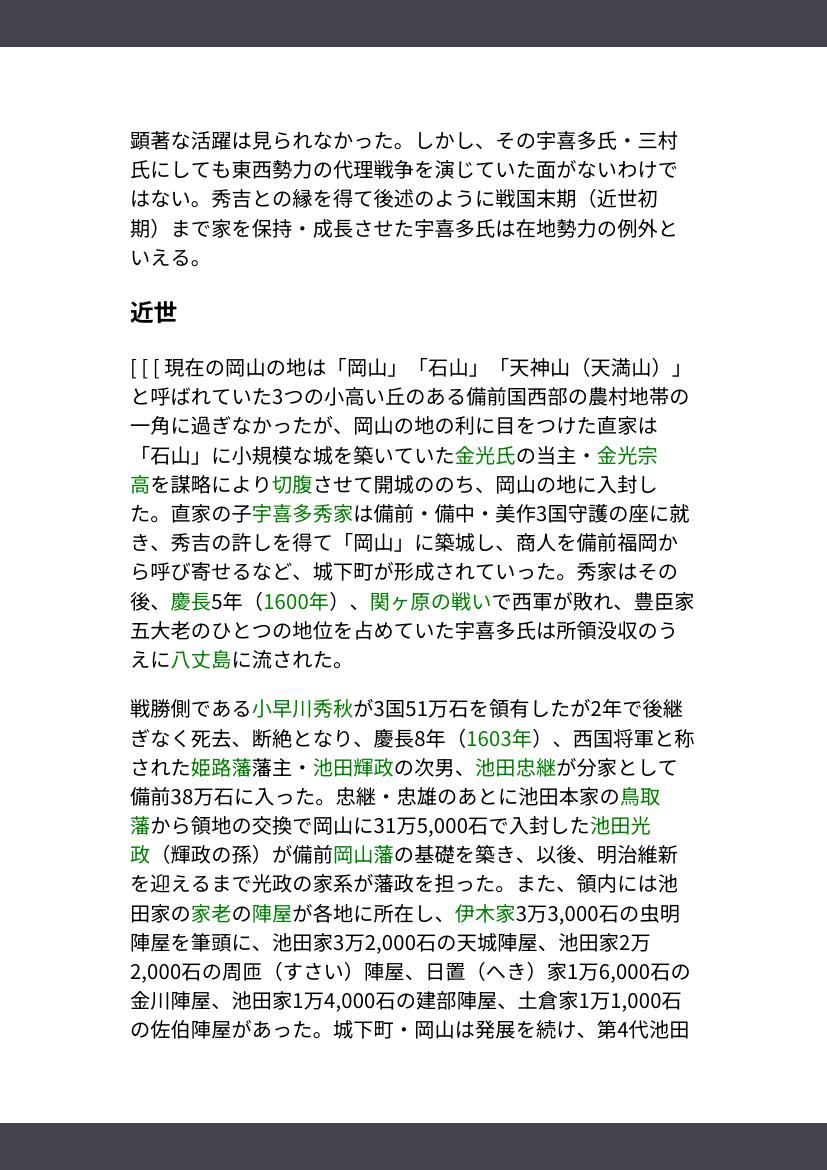 顕著な活躍は見られなかった。しかし、その宇喜多氏・三村
氏にしても東西勢力の代理戦争を演じていた面がないわけで
はない。秀吉との縁を得て後述のように戦国末期（近世初
期）まで家を保持・成長させた宇喜多氏は在地勢力の例外と
いえる。
近世
[ [ [ 現在の岡山の地は「岡山」「石山」「天神山（天満山）」
と呼ばれていた3つの小高い丘のある備前国西部の農村地帯の
一角に過ぎなかったが、岡山の地の利に目をつけた直家は
「石山」に小規模な城を築いていた金光氏の当主・金光宗
高を謀略により切腹させて開城ののち、岡山の地に入封し
た。直家の子宇喜多秀家は備前・備中・美作3国守護の座に就
き、秀吉の許しを得て「岡山」に築城し、商人を備前福岡か
ら呼び寄せるなど、城下町が形成されていった。秀家はその
後、慶長5年（1600年）、関ヶ原の戦いで西軍が敗れ、豊臣家
五大老のひとつの地位を占めていた宇喜多氏は所領没収のう
えに八丈島に流された。
戦勝側である小早川秀秋が3国51万石を領有したが2年で後継
ぎなく死去、断絶となり、慶長8年（1603年）、西国将軍と称
された姫路藩藩主・池田輝政の次男、池田忠継が分家として
備前38万石に入った。忠継・忠雄のあとに池田本家の鳥取
藩から領地の交換で岡山に31万5,000石で入封した池田光
政（輝政の孫）が備前岡山藩の基礎を築き、以後、明治維新
を迎えるまで光政の家系が藩政を担った。また、領内には池
田家の家老の陣屋が各地に所在し、伊木家3万3,000石の虫明
陣屋を筆頭に、池田家3万2,000石の天城陣屋、池田家2万
2,000石の周匝（すさい）陣屋、日置（へき）家1万6,000石の
金川陣屋、池田家1万4,000石の建部陣屋、土倉家1万1,000石
の佐伯陣屋があった。城下町・岡山は発展を続け、第4代池田